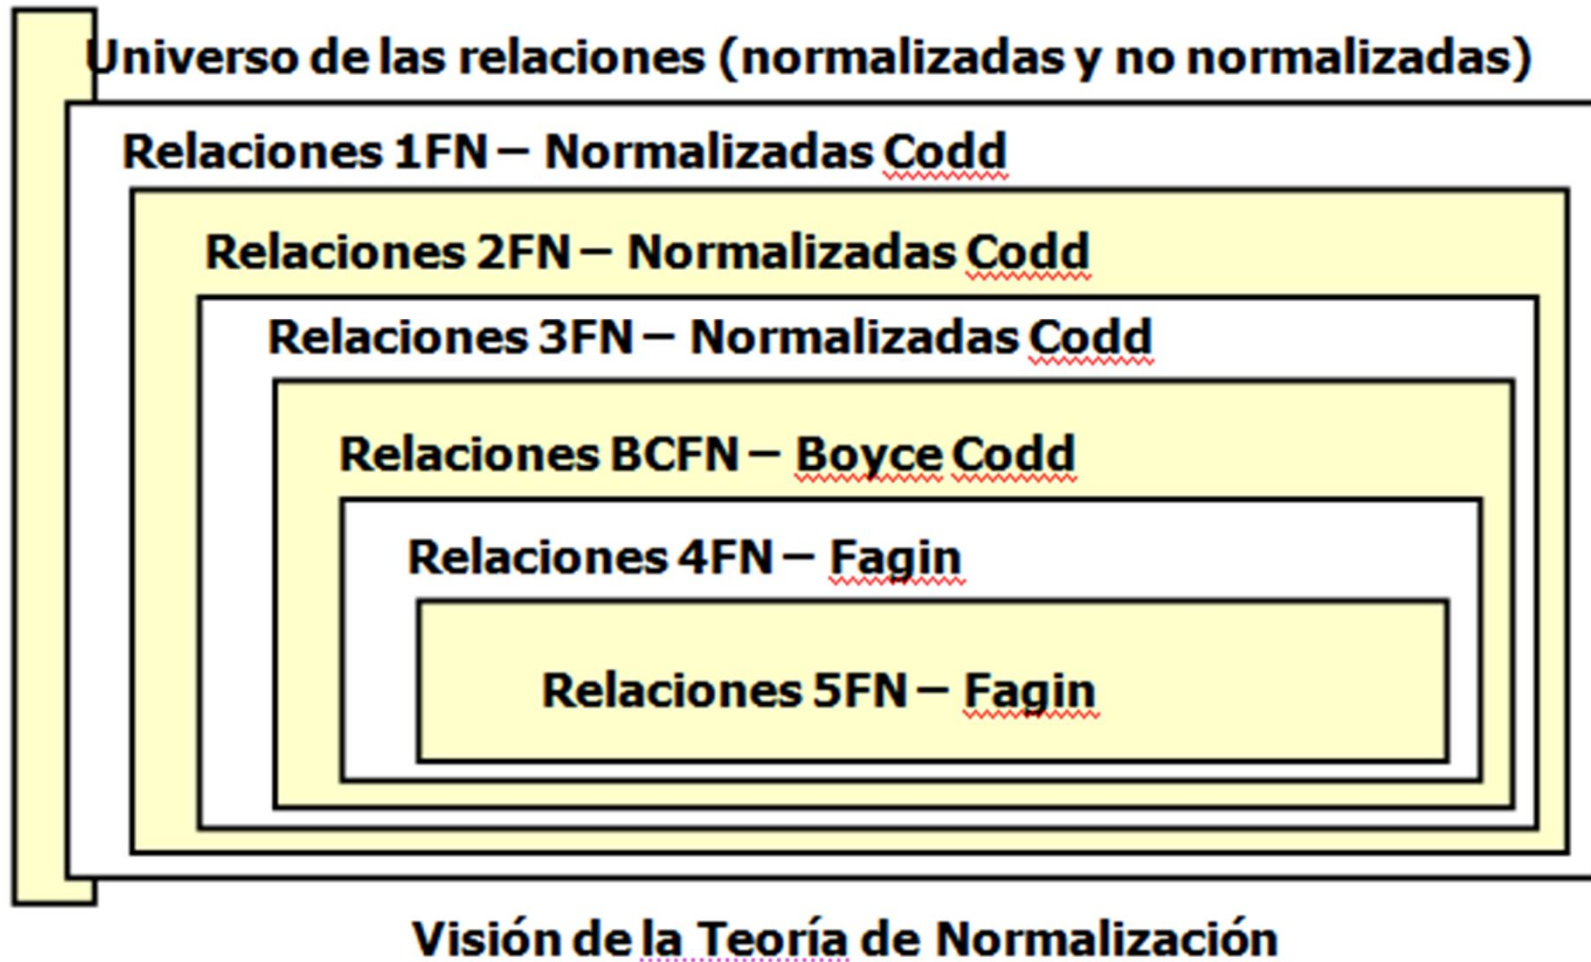 Universo de las relaciones (normalizadas y no normalizadas)
Relaciones 1FN – Normalizadas Codd
Relaciones 2FN – Normalizadas Codd
Relaciones 3FN – Normalizadas Codd
Relaciones BCFN – Boyce Codd
Relaciones 4FN – Fagin
Relaciones 5FN – Fagin
Visión de la Teoría de Normalización